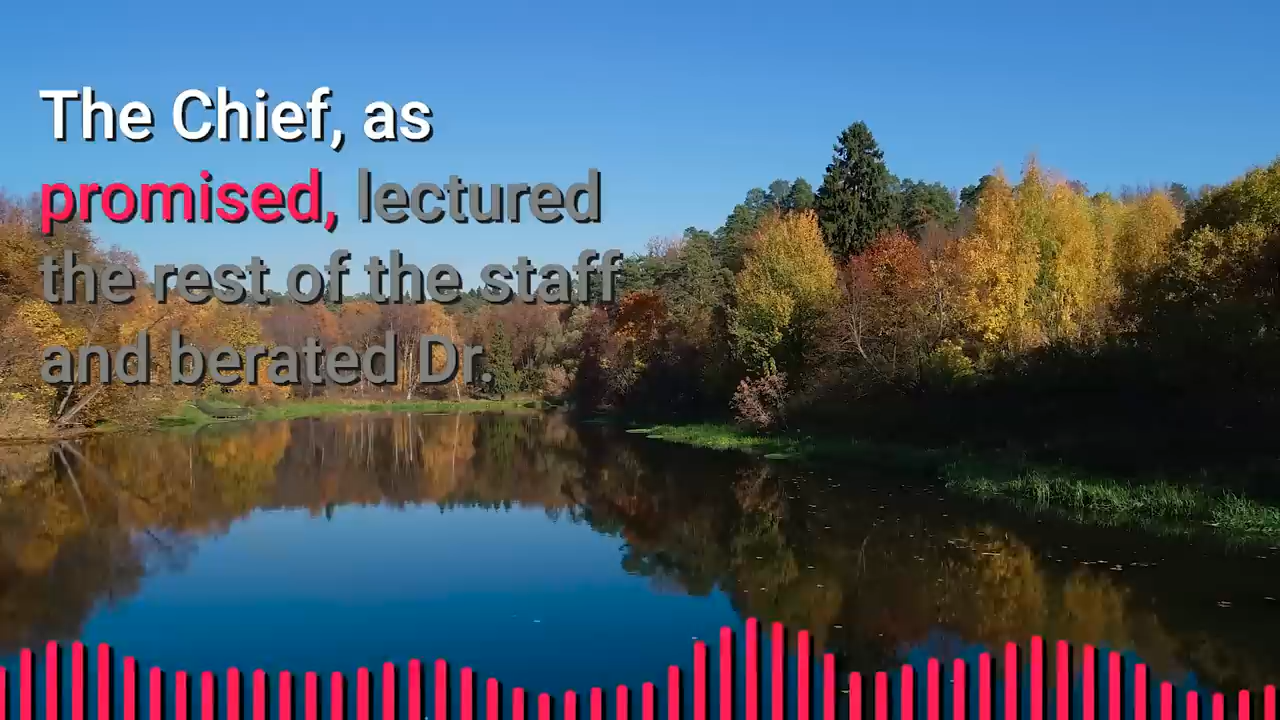 The Chief, as
promised, lectured
the rest of the staff
and berated Dr.